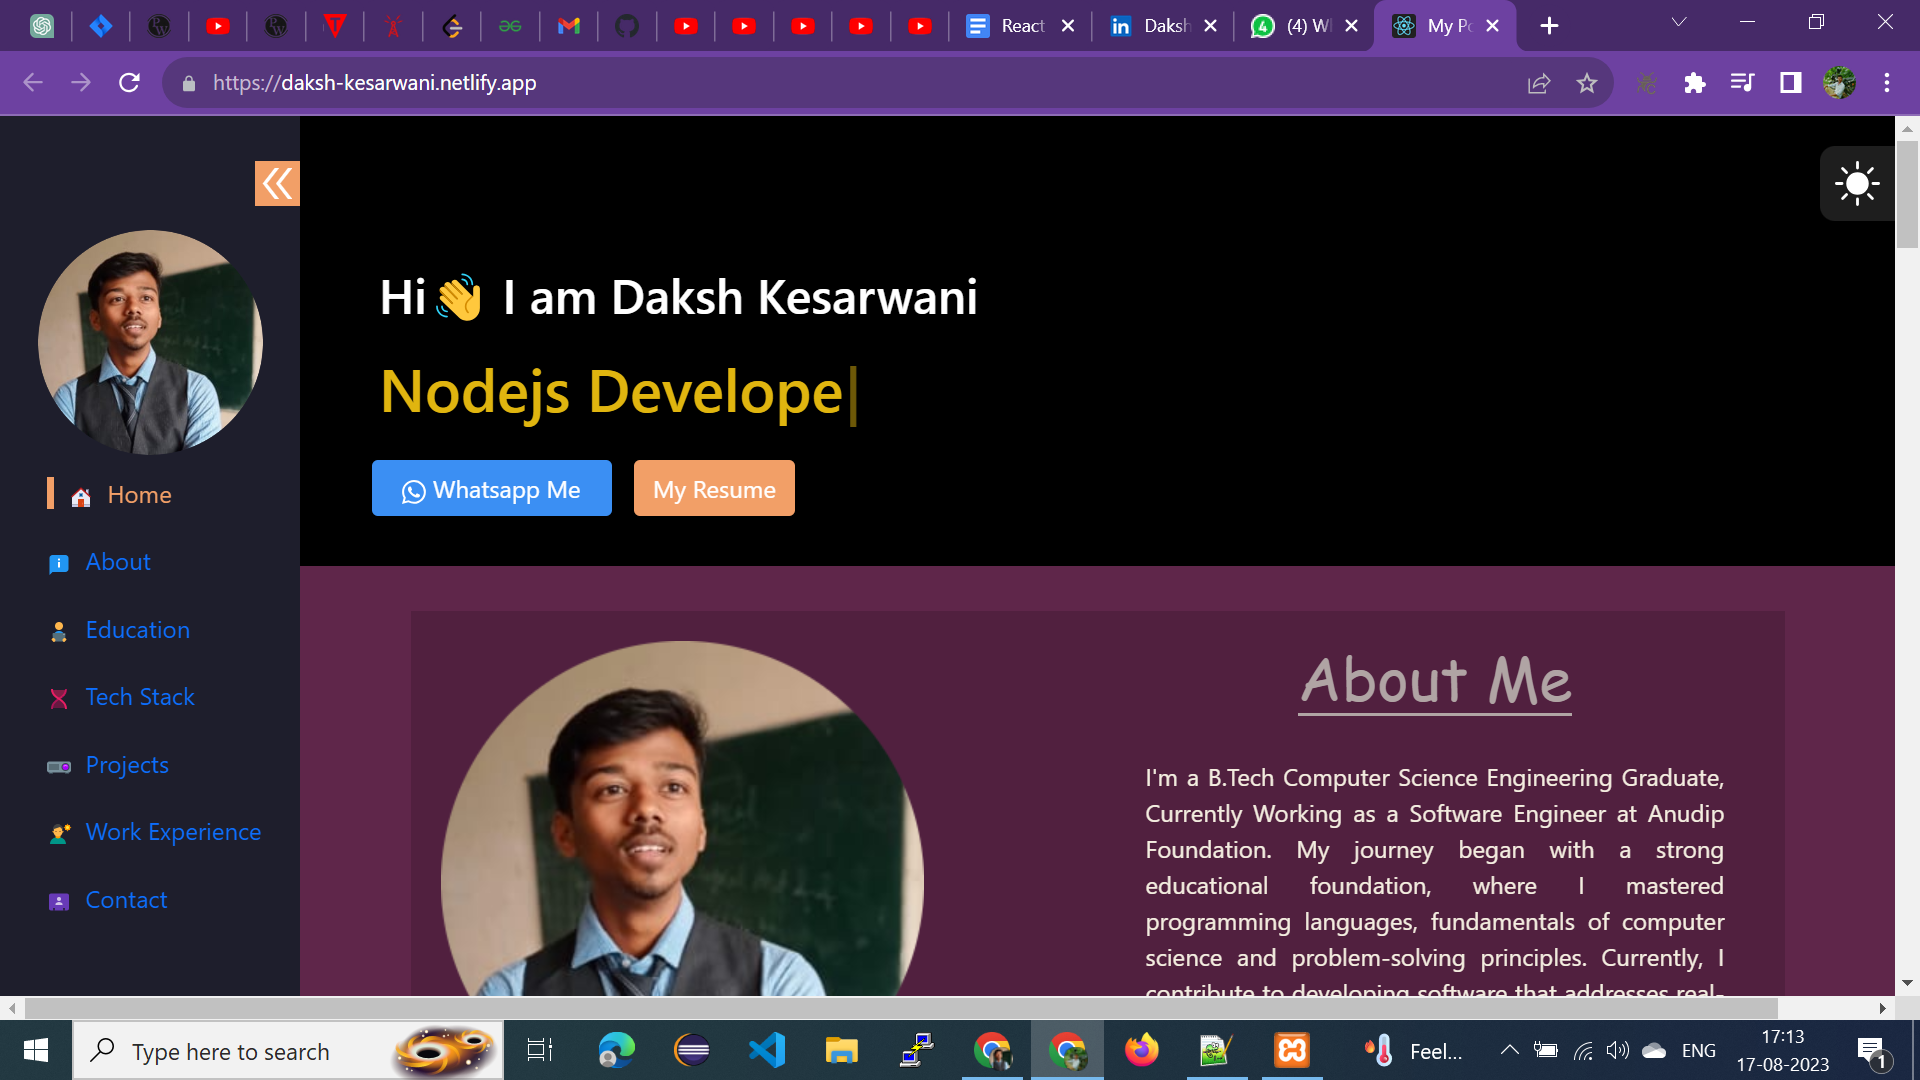 React
Daksh
(4) W
My Po
https://daksh-kesarwani.netlify.app
Hi👋 I am Daksh Kesarwani
Nodejs Develope|
Whatsapp Me
My Resume
Home
About
Education
Tech Stack
Projects
Work Experience
Contact
About Me
I'm a B.Tech Computer Science Engineering Graduate,
Currently Working as a Software Engineer at Anudip
Foundation. My journey began with a strong
educational foundation, where I mastered
programming languages, fundamentals of computer
science and problem-solving principles. Currently, I
contribute to developing software that addresses real-
Type here to search
Feel...
ENG
17:13
17-08-2023
1